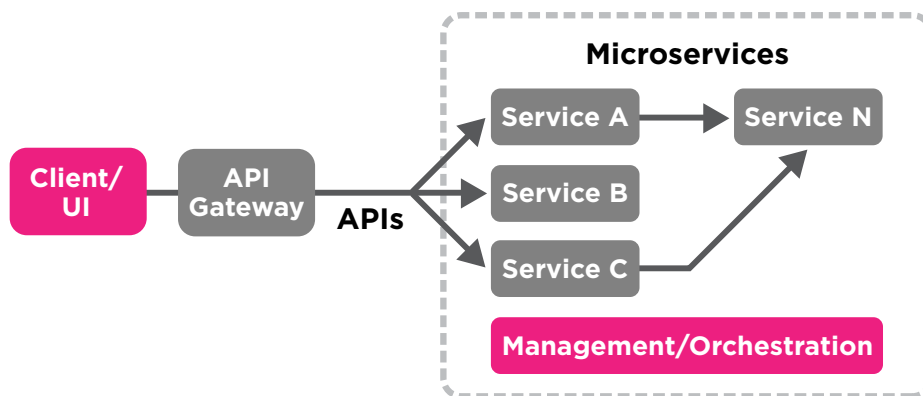 Microservices
Service A
Service N
Client/
UI
API
Gateway
APIs
Service B
Service C
Management/Orchestration